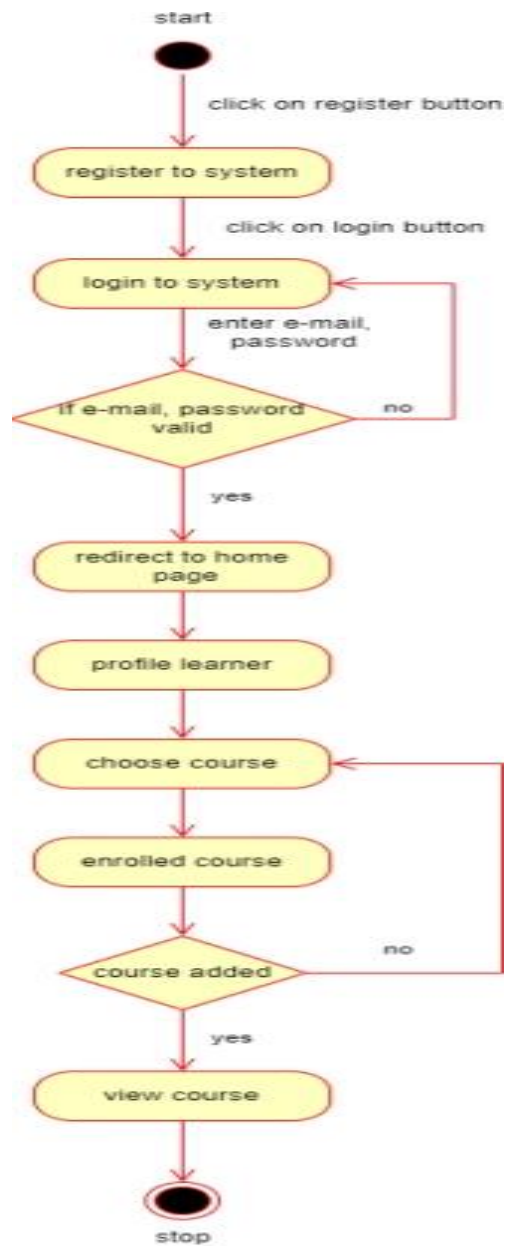 start
click on register button
register to system
click on login button
login to system
enter e-mail,
password
if e-mail, password
valid
no
yes
redirect to home
page
profile learner
choose course
enrolled course
course added
no
yes
view course
stop